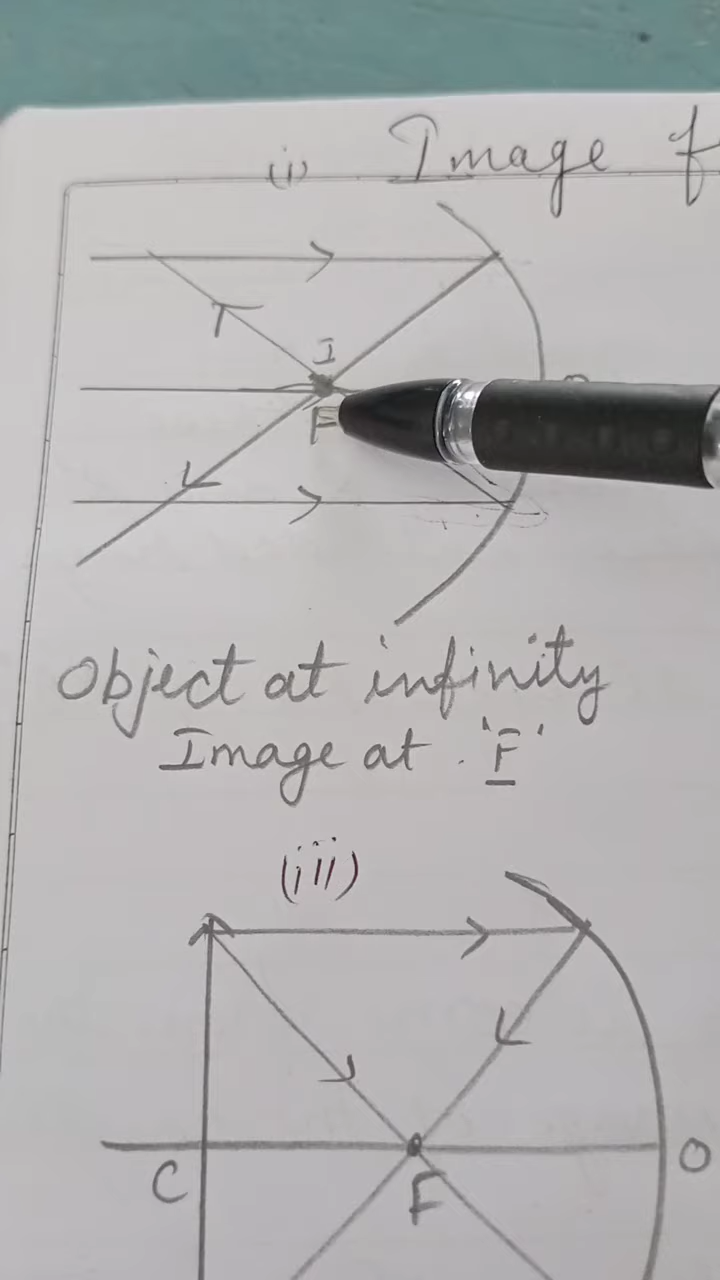 (i) Image f
I
F
Object at infinity
Image at 'F'
(iii)
C
F
O